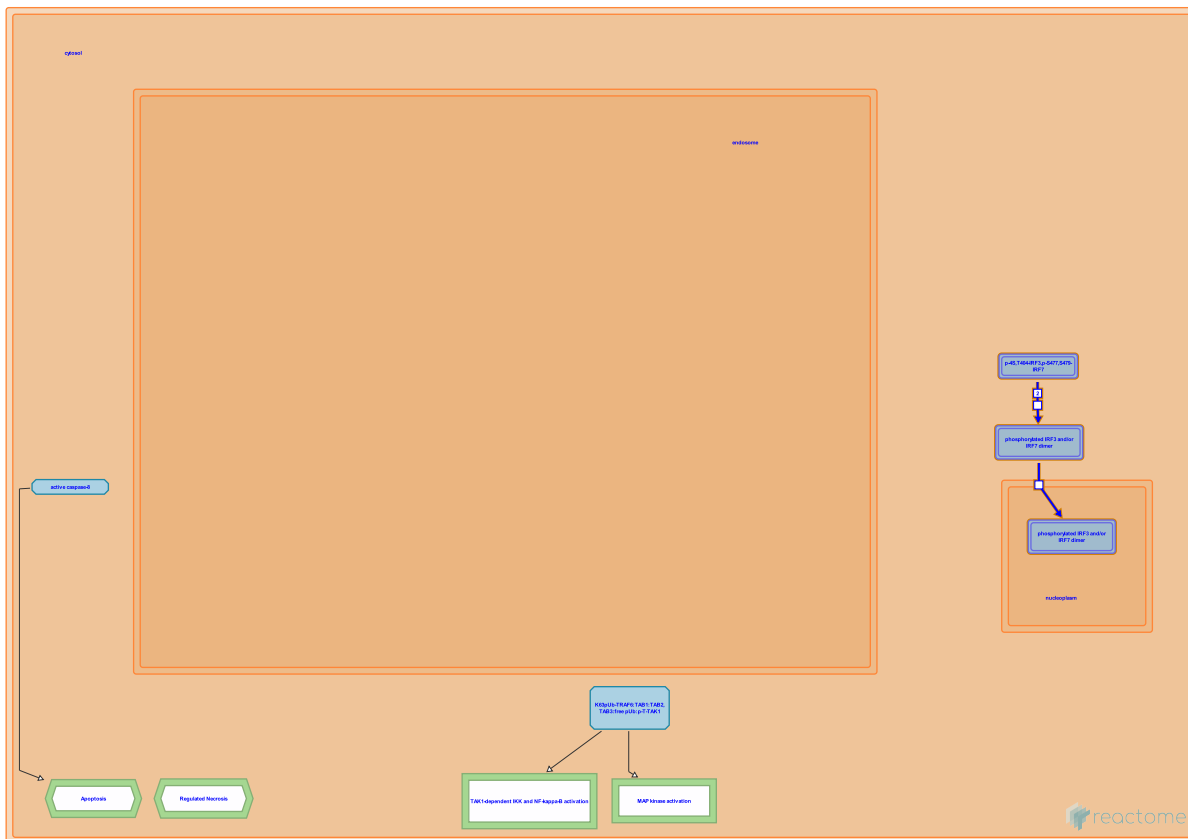 cytosol
endosome
p-4S,T404-IRF3,p-S477,S479-
IRF7
2
phosphorylated IRF3 and/or
IRF7 dimer
active caspase-8
phosphorylated IRF3 and/or
IRF7 dimer
nucleoplasm
K63pUb-TRAF6:TAB1:TAB2,
TAB3:free pUb:p-T-TAK1
Apoptosis
Regulated Necrosis
TAK1-dependent IKK and NF-kappa-B activation
MAP kinase activation
reactome